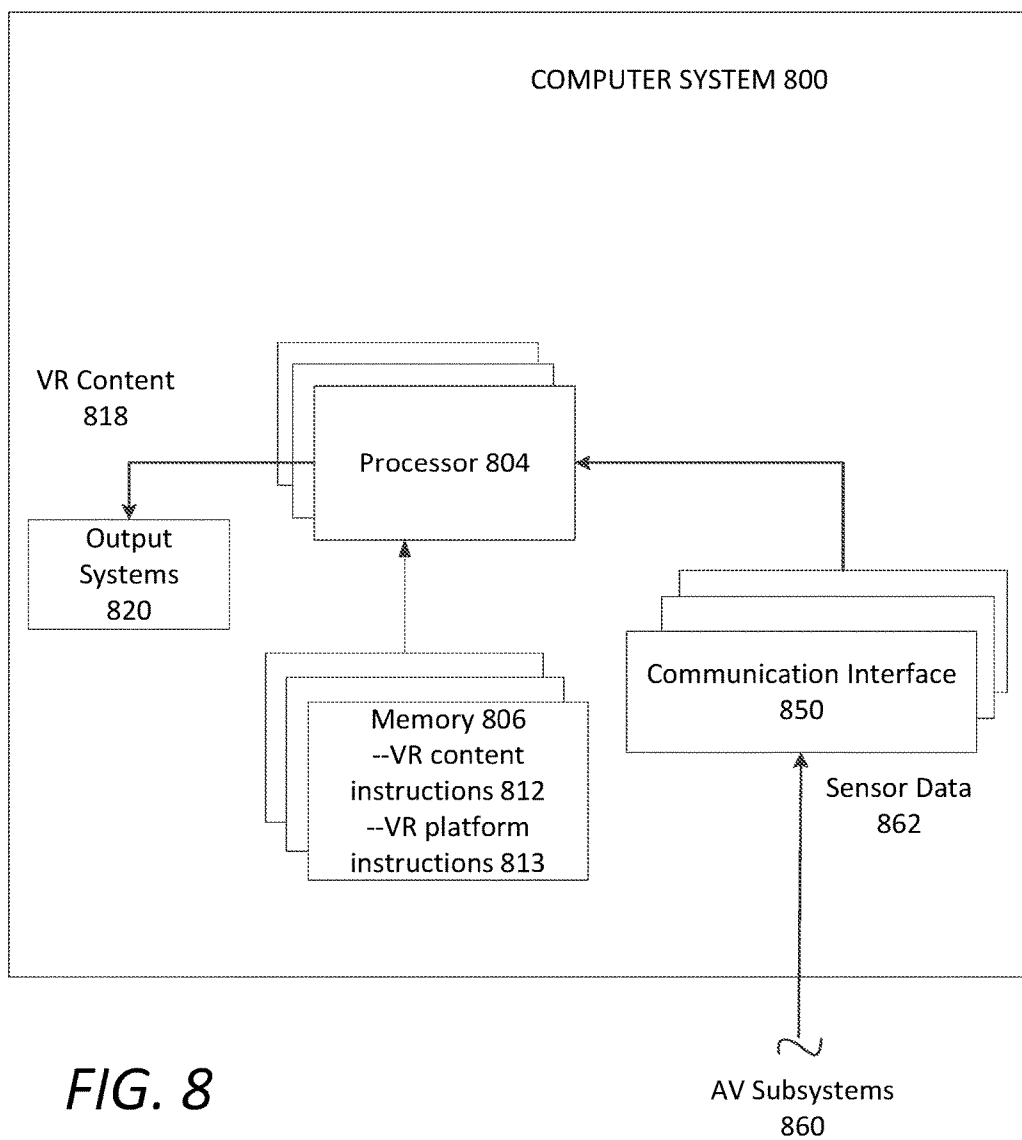 COMPUTER SYSTEM 800
VR Content
818
Processor 804
Output
Systems
820
Memory 806
--VR content
instructions 812
--VR platform
instructions 813
Communication Interface
850
Sensor Data
862
AV Subsystems
860
FIG. 8